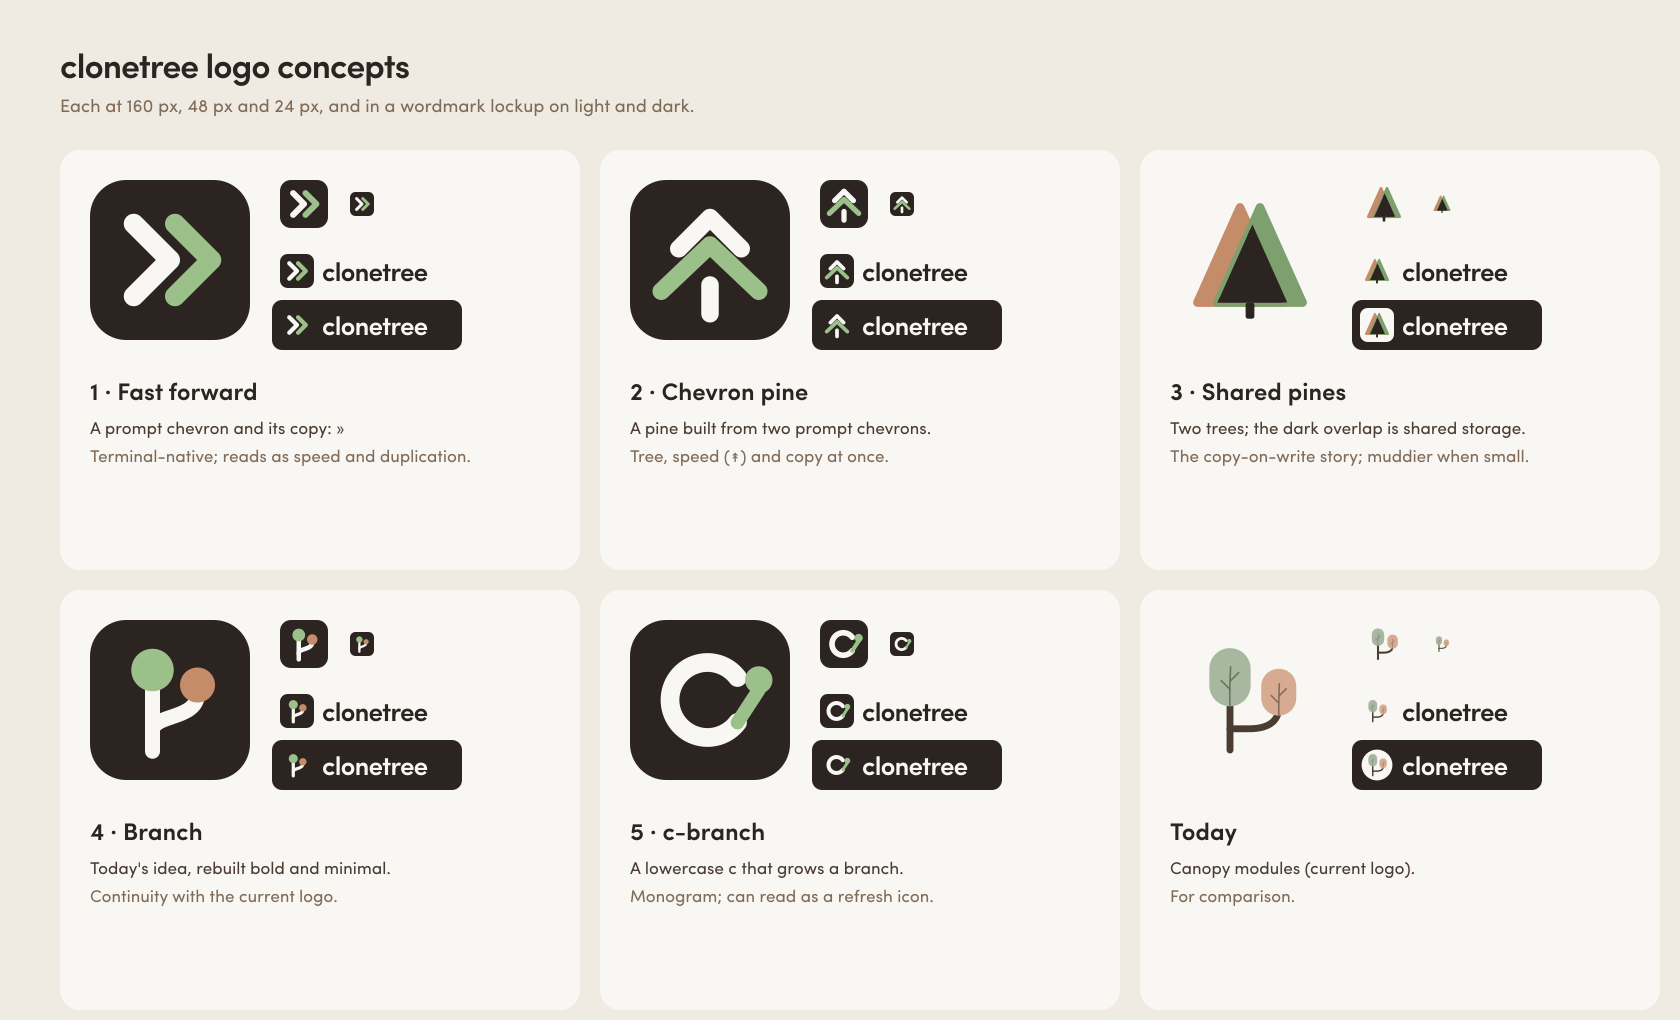 clonetree logo concepts
Each at 160 px, 48 px and 24 px, and in a wordmark lockup on light and dark.
clonetree
clonetree
1 · Fast forward
A prompt chevron and its copy: »
Terminal-native; reads as speed and duplication.
clonetree
clonetree
2 · Chevron pine
A pine built from two prompt chevrons.
Tree, speed (↟) and copy at once.
clonetree
clonetree
3 · Shared pines
Two trees; the dark overlap is shared storage.
The copy-on-write story; muddier when small.
clonetree
clonetree
4 · Branch
Today's idea, rebuilt bold and minimal.
Continuity with the current logo.
clonetree
clonetree
5 · c-branch
A lowercase c that grows a branch.
Monogram; can read as a refresh icon.
clonetree
clonetree
Today
Canopy modules (current logo).
For comparison.